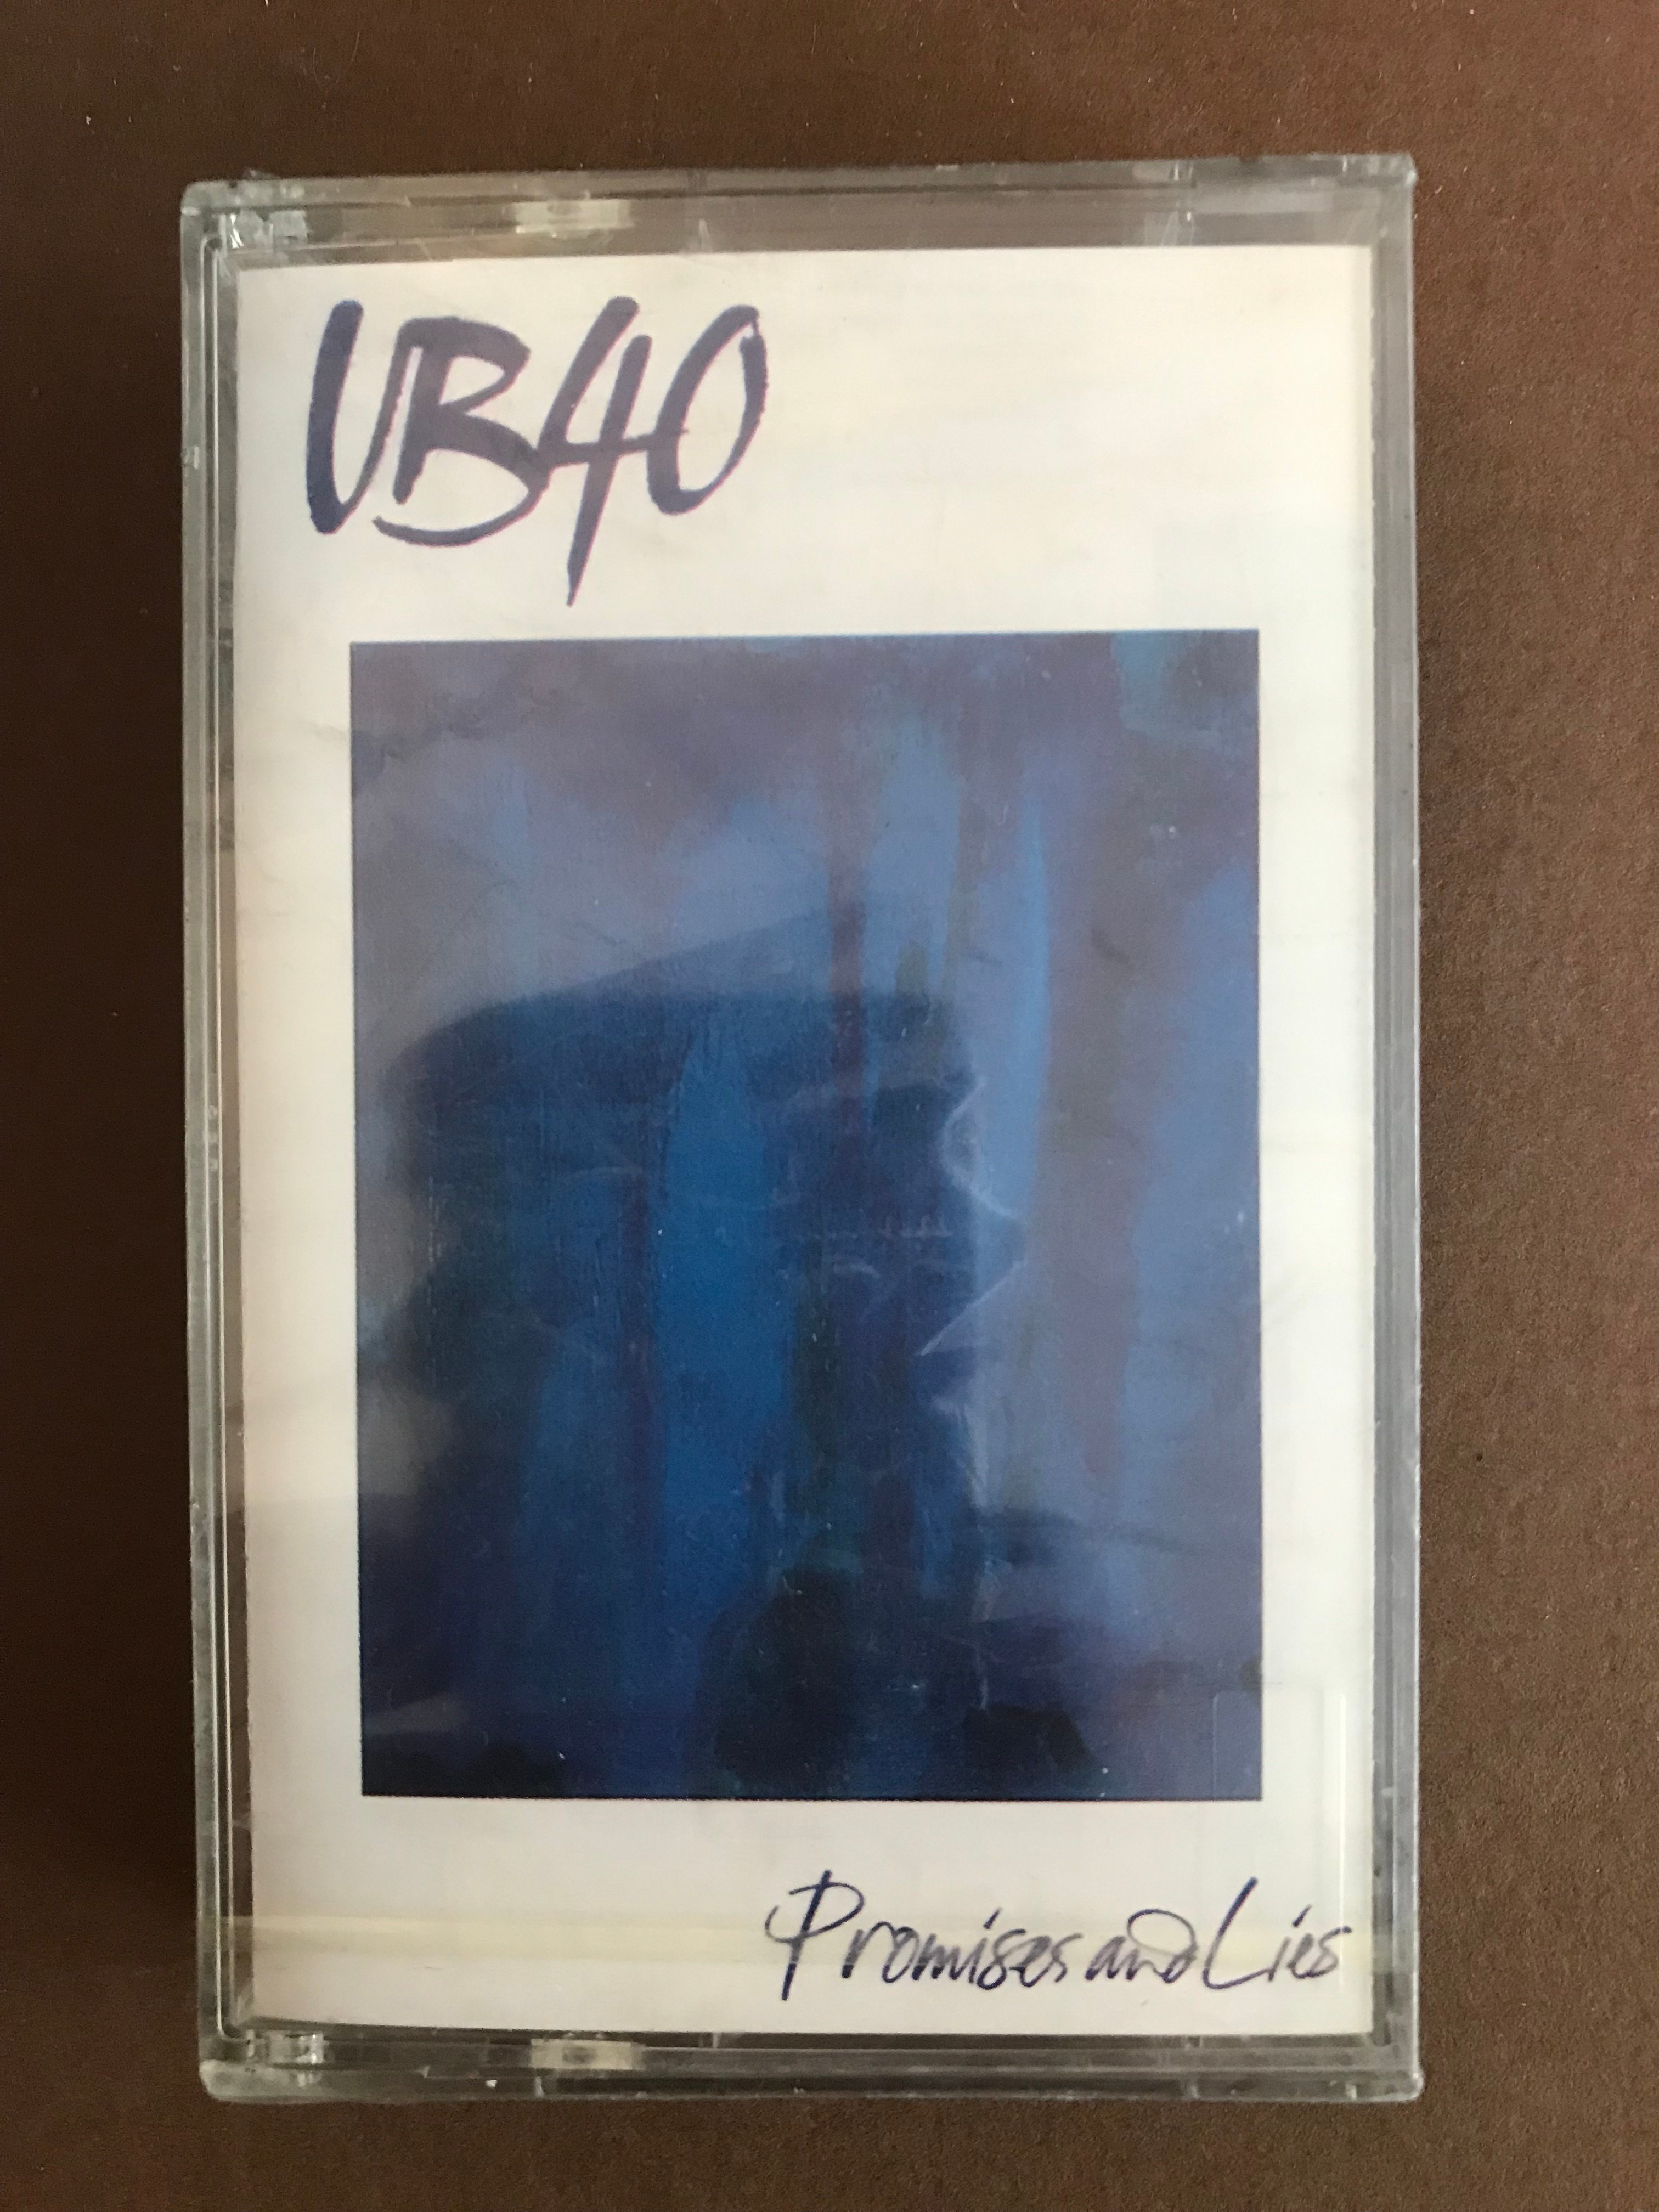 UB40
Promises and Lies